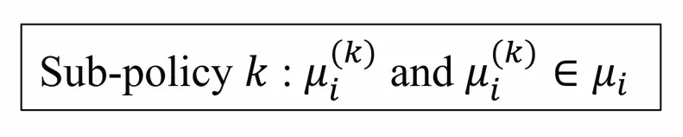 Sub-policy k : μ_i^(k) and μ_i^(k) ∈ μ_i